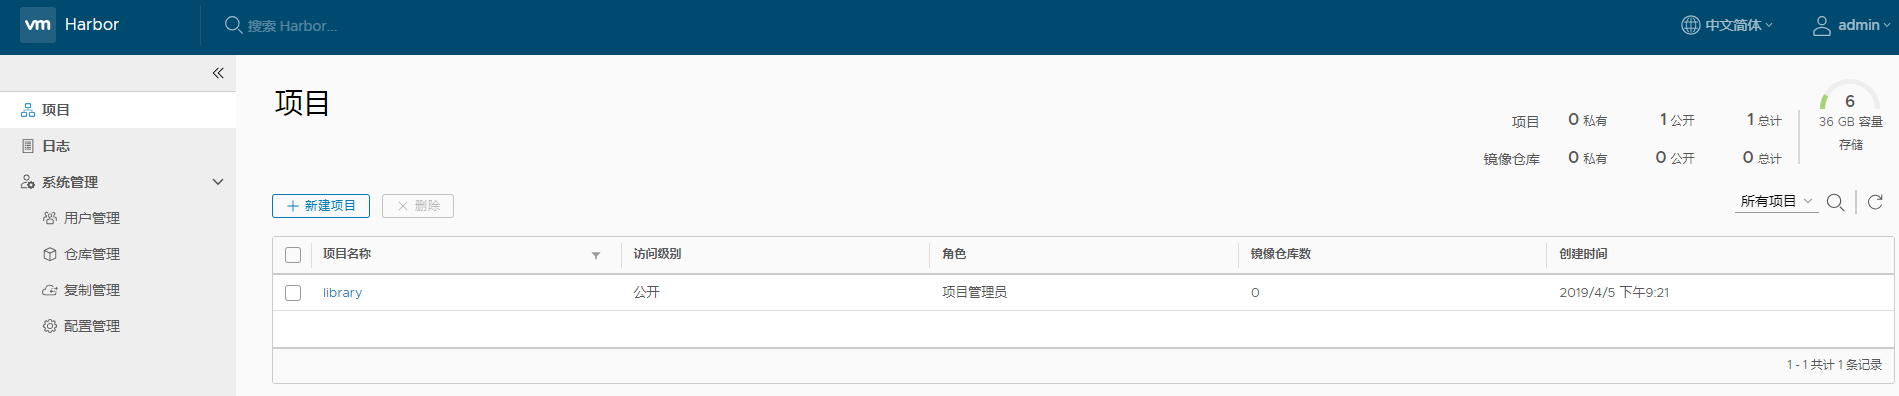 vm Harbor 搜索 Harbor... 中文简体 admin
项目
日志
系统管理
用户管理
仓库管理
复制管理
配置管理
项目
项目 0 私有 1 公开 1 总计
镜像仓库 0 私有 0 公开 0 总计
6
36 GB 容量
存储
新建项目 删除 所有项目
项目名称 访问级别 角色 镜像仓库数 创建时间
library 公开 项目管理员 0 2019/4/5 下午9:21
1 - 1 共计 1 条记录